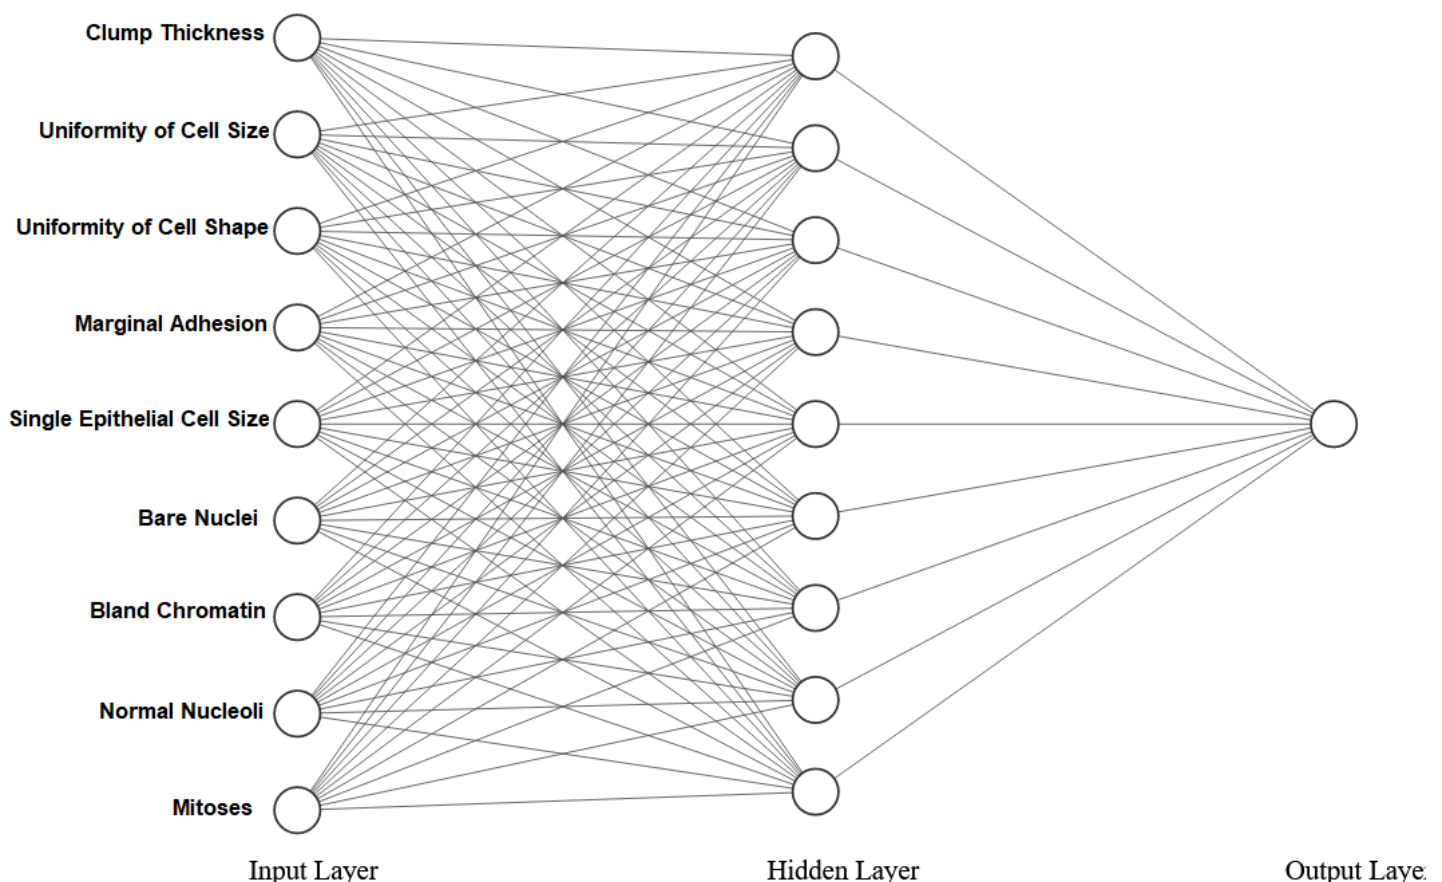 Clump Thickness
Uniformity of Cell Size
Uniformity of Cell Shape
Marginal Adhesion
Single Epithelial Cell Size
Bare Nuclei
Bland Chromatin
Normal Nucleoli
Mitoses
Input Layer
Hidden Layer
Output Layer